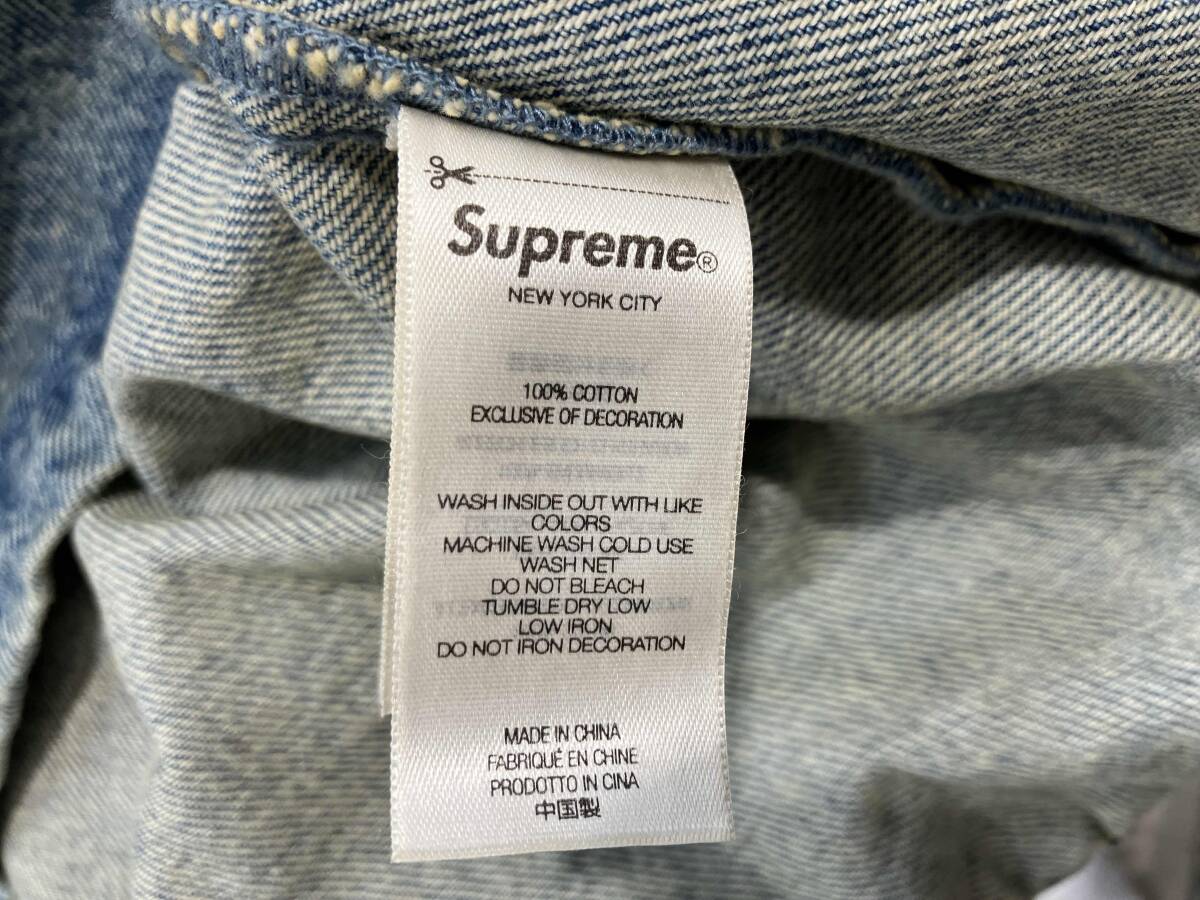 Supreme®
NEW YORK CITY
100% COTTON
EXCLUSIVE OF DECORATION
WASH INSIDE OUT WITH LIKE
COLORS
MACHINE WASH COLD USE
WASH NET
DO NOT BLEACH
TUMBLE DRY LOW
LOW IRON
DO NOT IRON DECORATION
MADE IN CHINA
FABRIQUÉ EN CHINE
PRODOTTO IN CINA
中国製